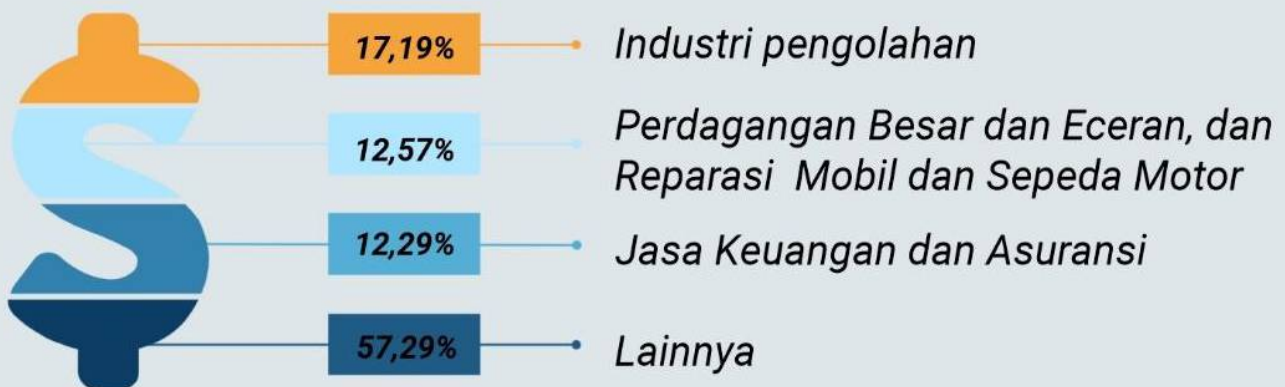 17,19% Industri pengolahan
12,57% Perdagangan Besar dan Eceran, dan
Reparasi Mobil dan Sepeda Motor
12,29% Jasa Keuangan dan Asuransi
57,29% Lainnya